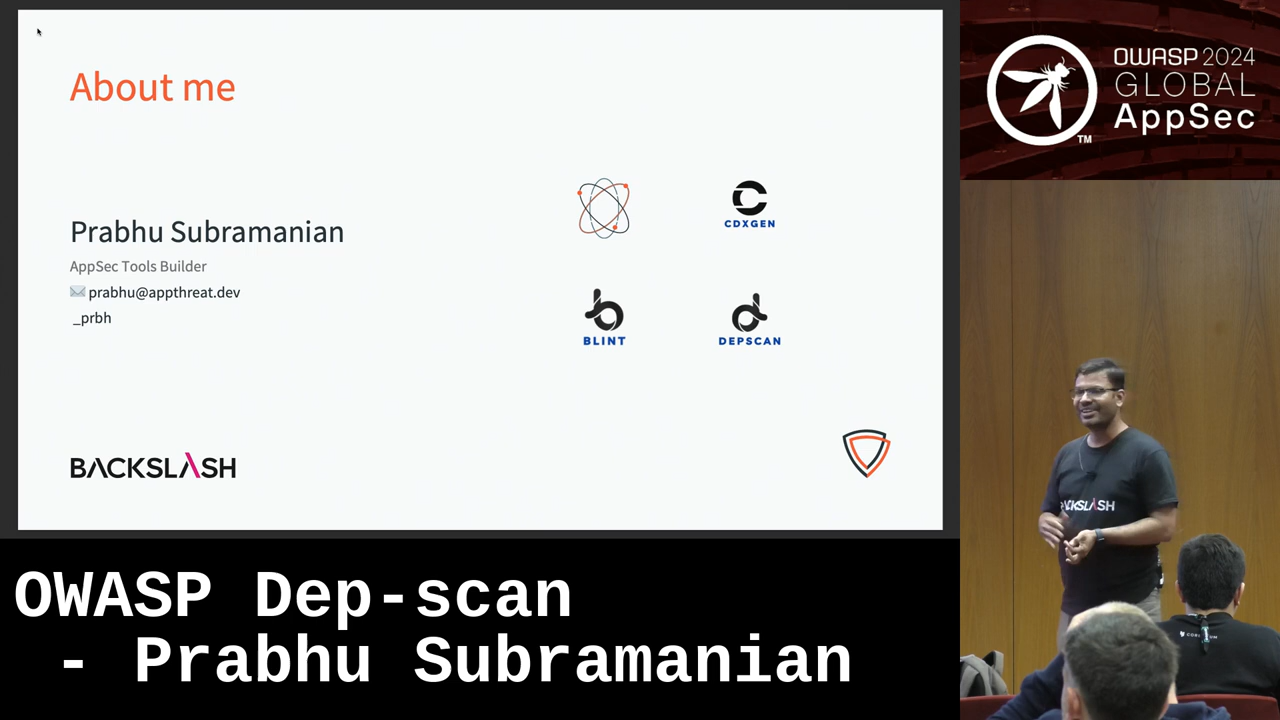 About me
Prabhu Subramanian
AppSec Tools Builder
prabhu@appthreat.dev
_prbh
BACKSLASH
CDXGEN
BLINT
DEPSCAN
OWASP 2024
GLOBAL
AppSec
TM
BACKSLASH
OWASP Dep-scan
- Prabhu Subramanian